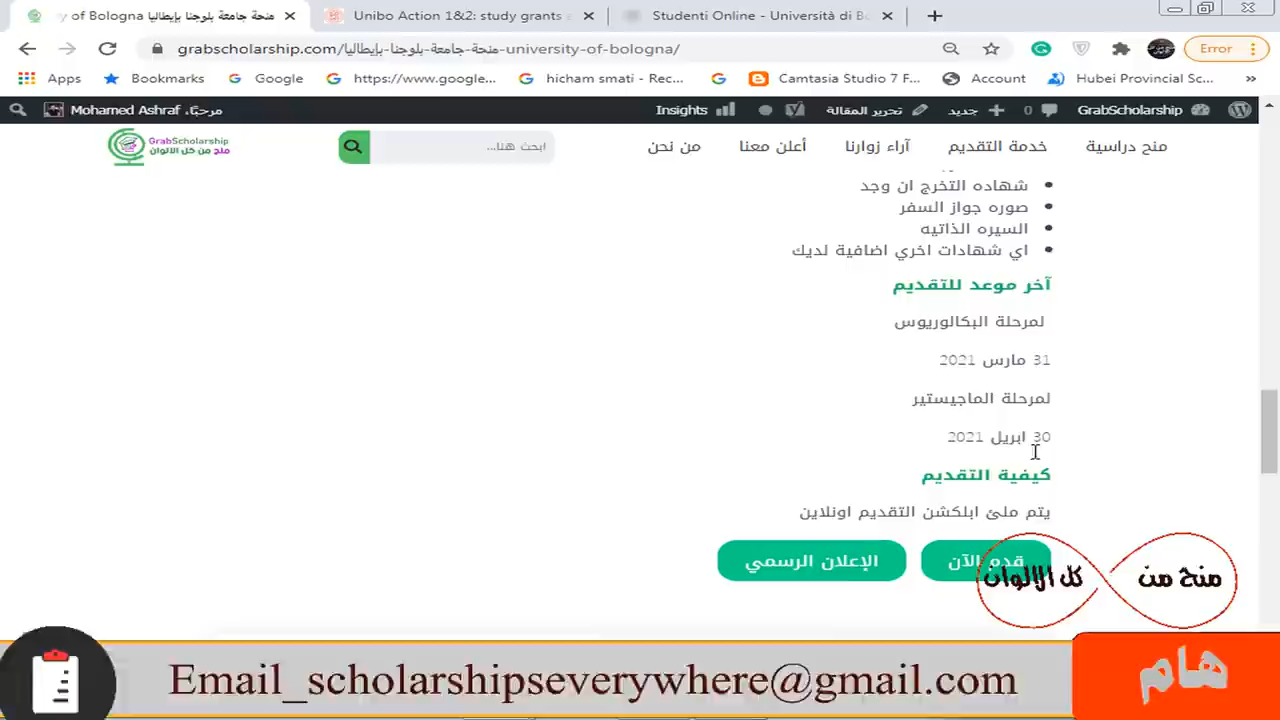 of Bologna منحة جامعة بلوجنا بإيطاليا
Unibo Action 1&2: study grants
Studenti Online - Università di Bo
grabscholarship.com/منحة-جامعة-بلوجنا-بإيطاليا-university-of-bologna/
Error
Apps
Bookmarks
Google
https://www.google...
hicham smati - Rec...
Camtasia Studio 7 F...
Account
Hubei Provincial Sc...
»
مرحبًا، Mohamed Ashraf
Insights
تحرير المقالة
جديد
0
GrabScholarship
GrabScholarship
منح من كل الالوان
ابحث هنا...
منح دراسية
خدمة التقديم
آراء زوارنا
أعلن معنا
من نحن
شهاده التخرج ان وجد
صوره جواز السفر
السيره الذاتيه
اي شهادات اخري اضافية لديك
آخر موعد للتقديم
لمرحلة البكالوريوس
31 مارس 2021
لمرحلة الماجيستير
30 ابريل 2021
كيفية التقديم
يتم ملئ ابلكشن التقديم اونلاين
قدم الآن
الإعلان الرسمي
منح من كل الالوان
Email_scholarshipseverywhere@gmail.com
هام